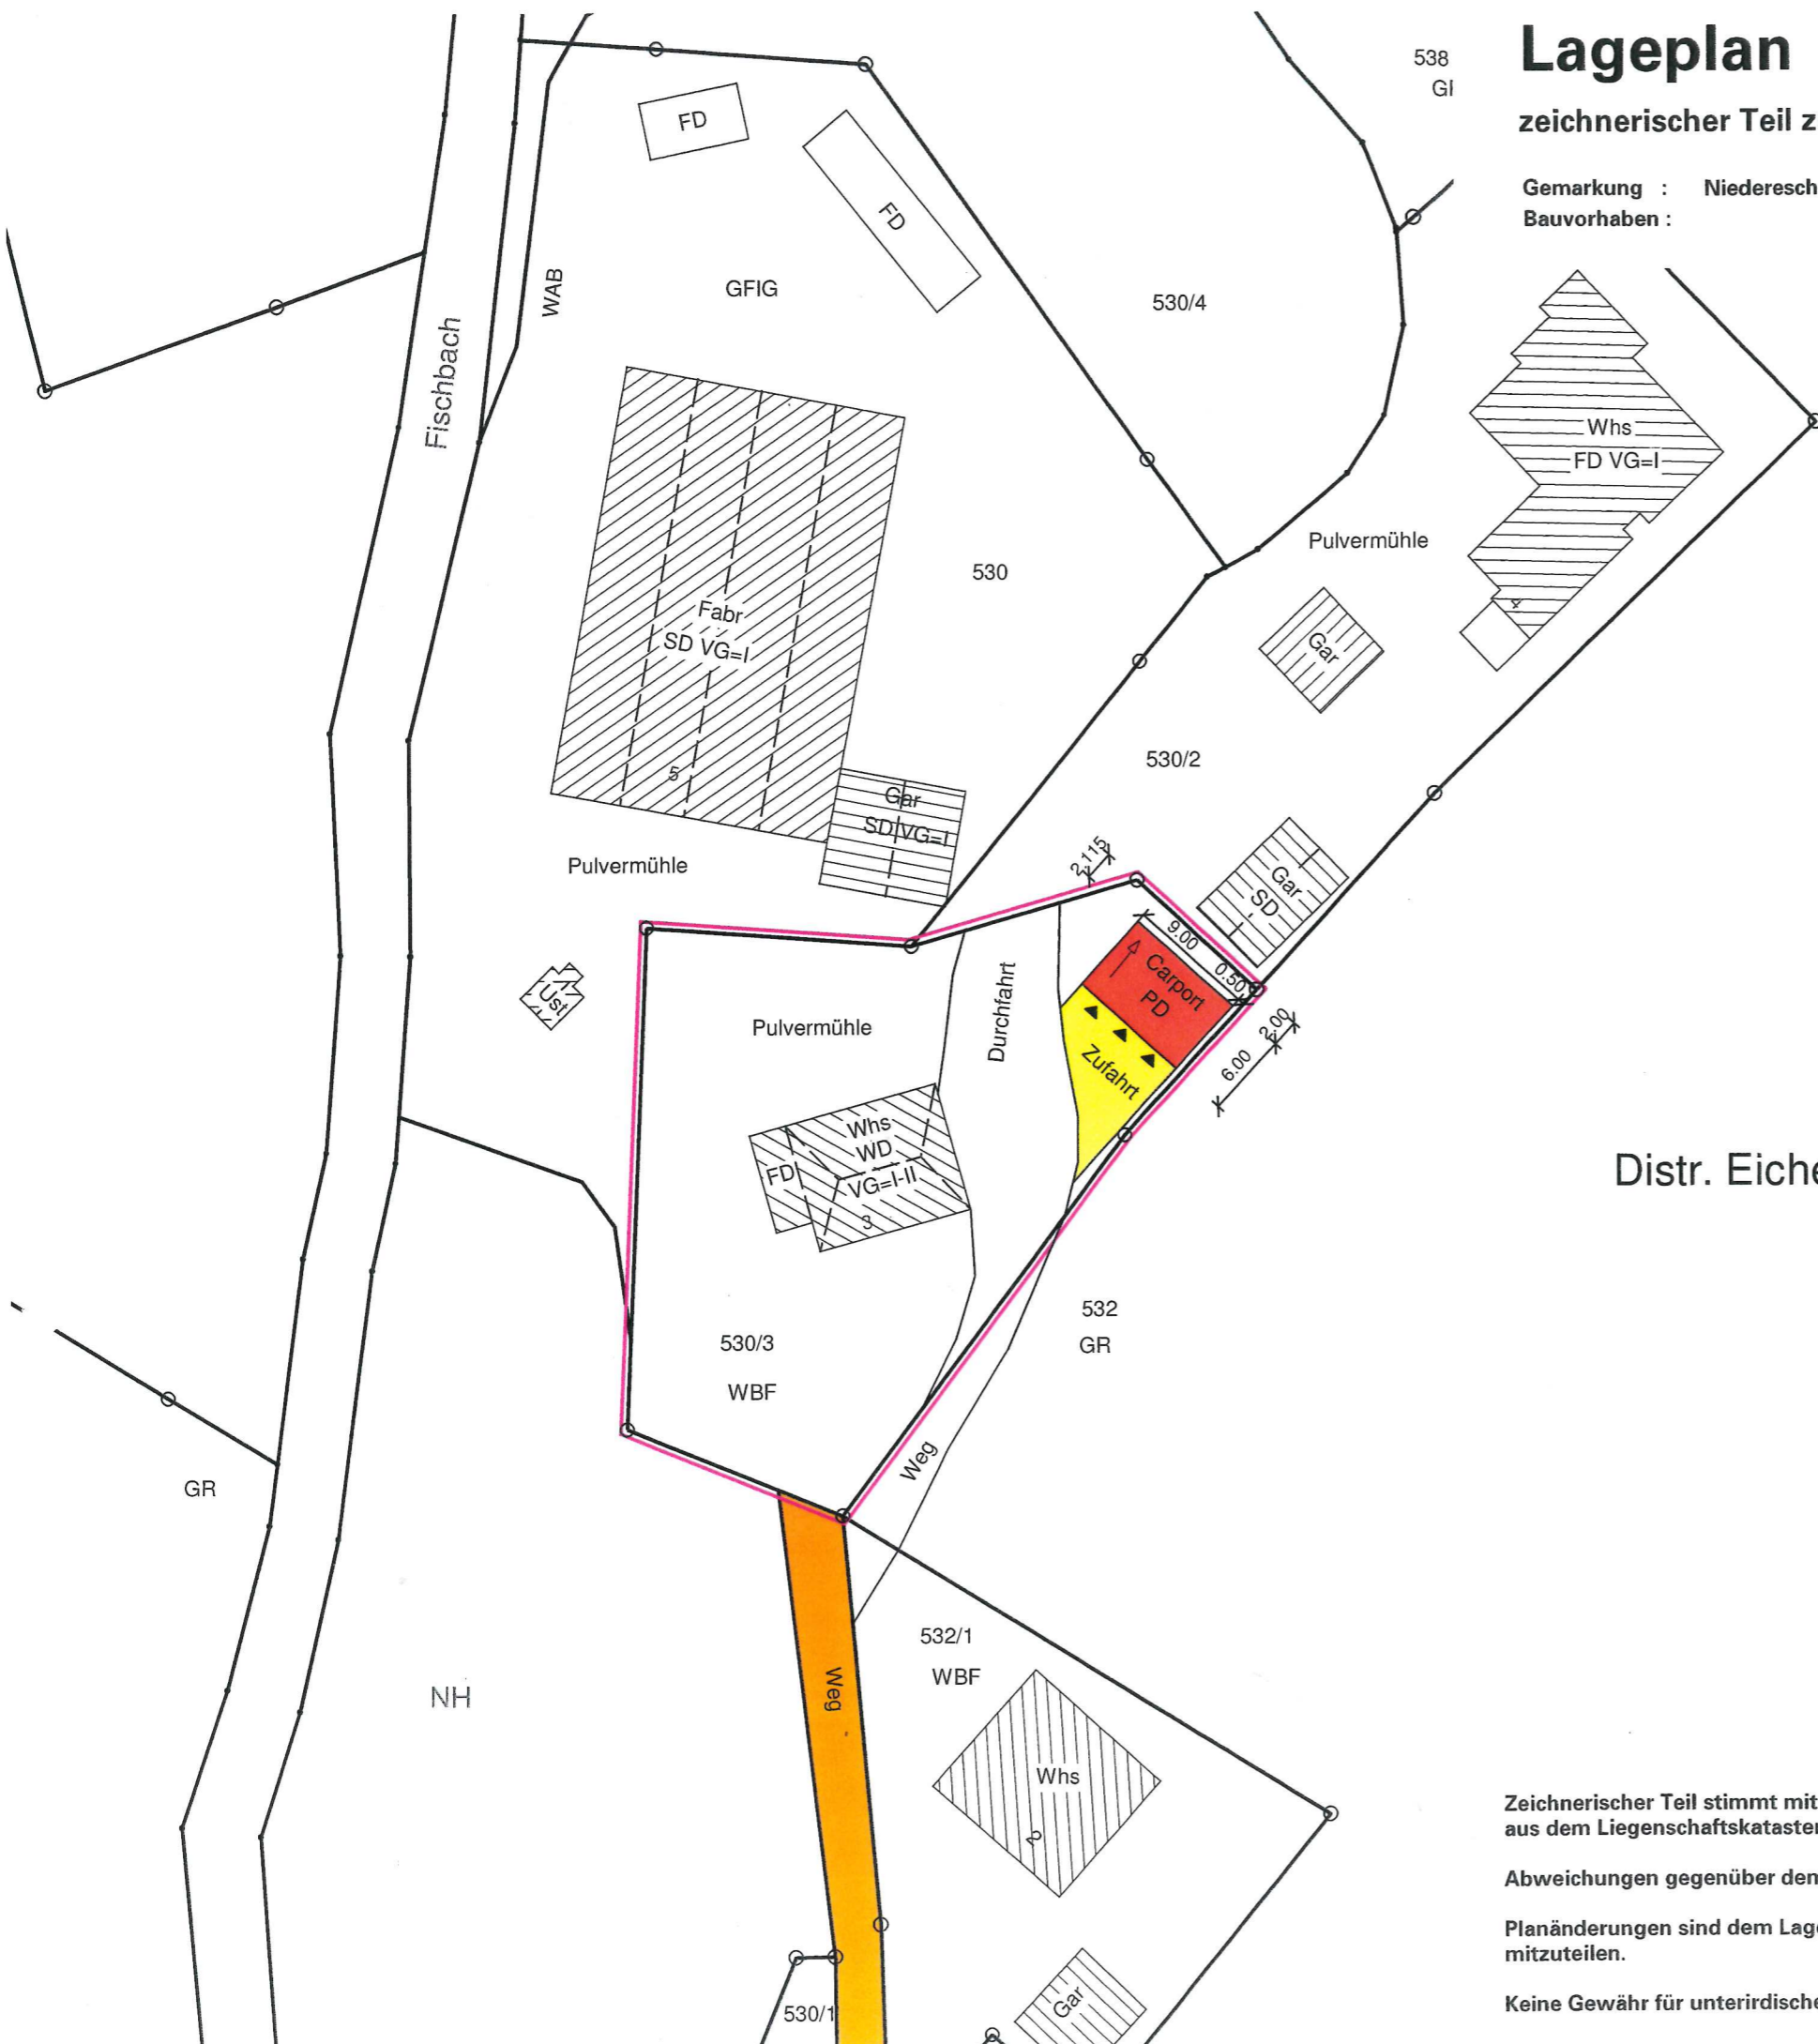 Lageplan
zeichnerischer Teil z
Gemarkung : Niederesch
Bauvorhaben :
538
FD
FD
GFIG
WAB
530/4
Fischbach
Whs
FD VG=I
Pulvermühle
530
4
Fabr
SD VG=I
Gar
5
530/2
Gar
SD VG=I
Pulvermühle
2.115
Gar
SD
9.00
0.50
Carport
PD
Ust
Pulvermühle
Durchfahrt
2.00
6.00
Zufahrt
Whs
WD
VG=I-II
FD
3
Distr. Eiche
532
GR
530/3
WBF
Weg
GR
532/1
WBF
Weg
NH
Whs
2
Zeichnerischer Teil stimmt mit
aus dem Liegenschaftskataster
Abweichungen gegenüber den
Planänderungen sind dem Lage
mitzuteilen.
Gar
530/1
Keine Gewähr für unterirdische